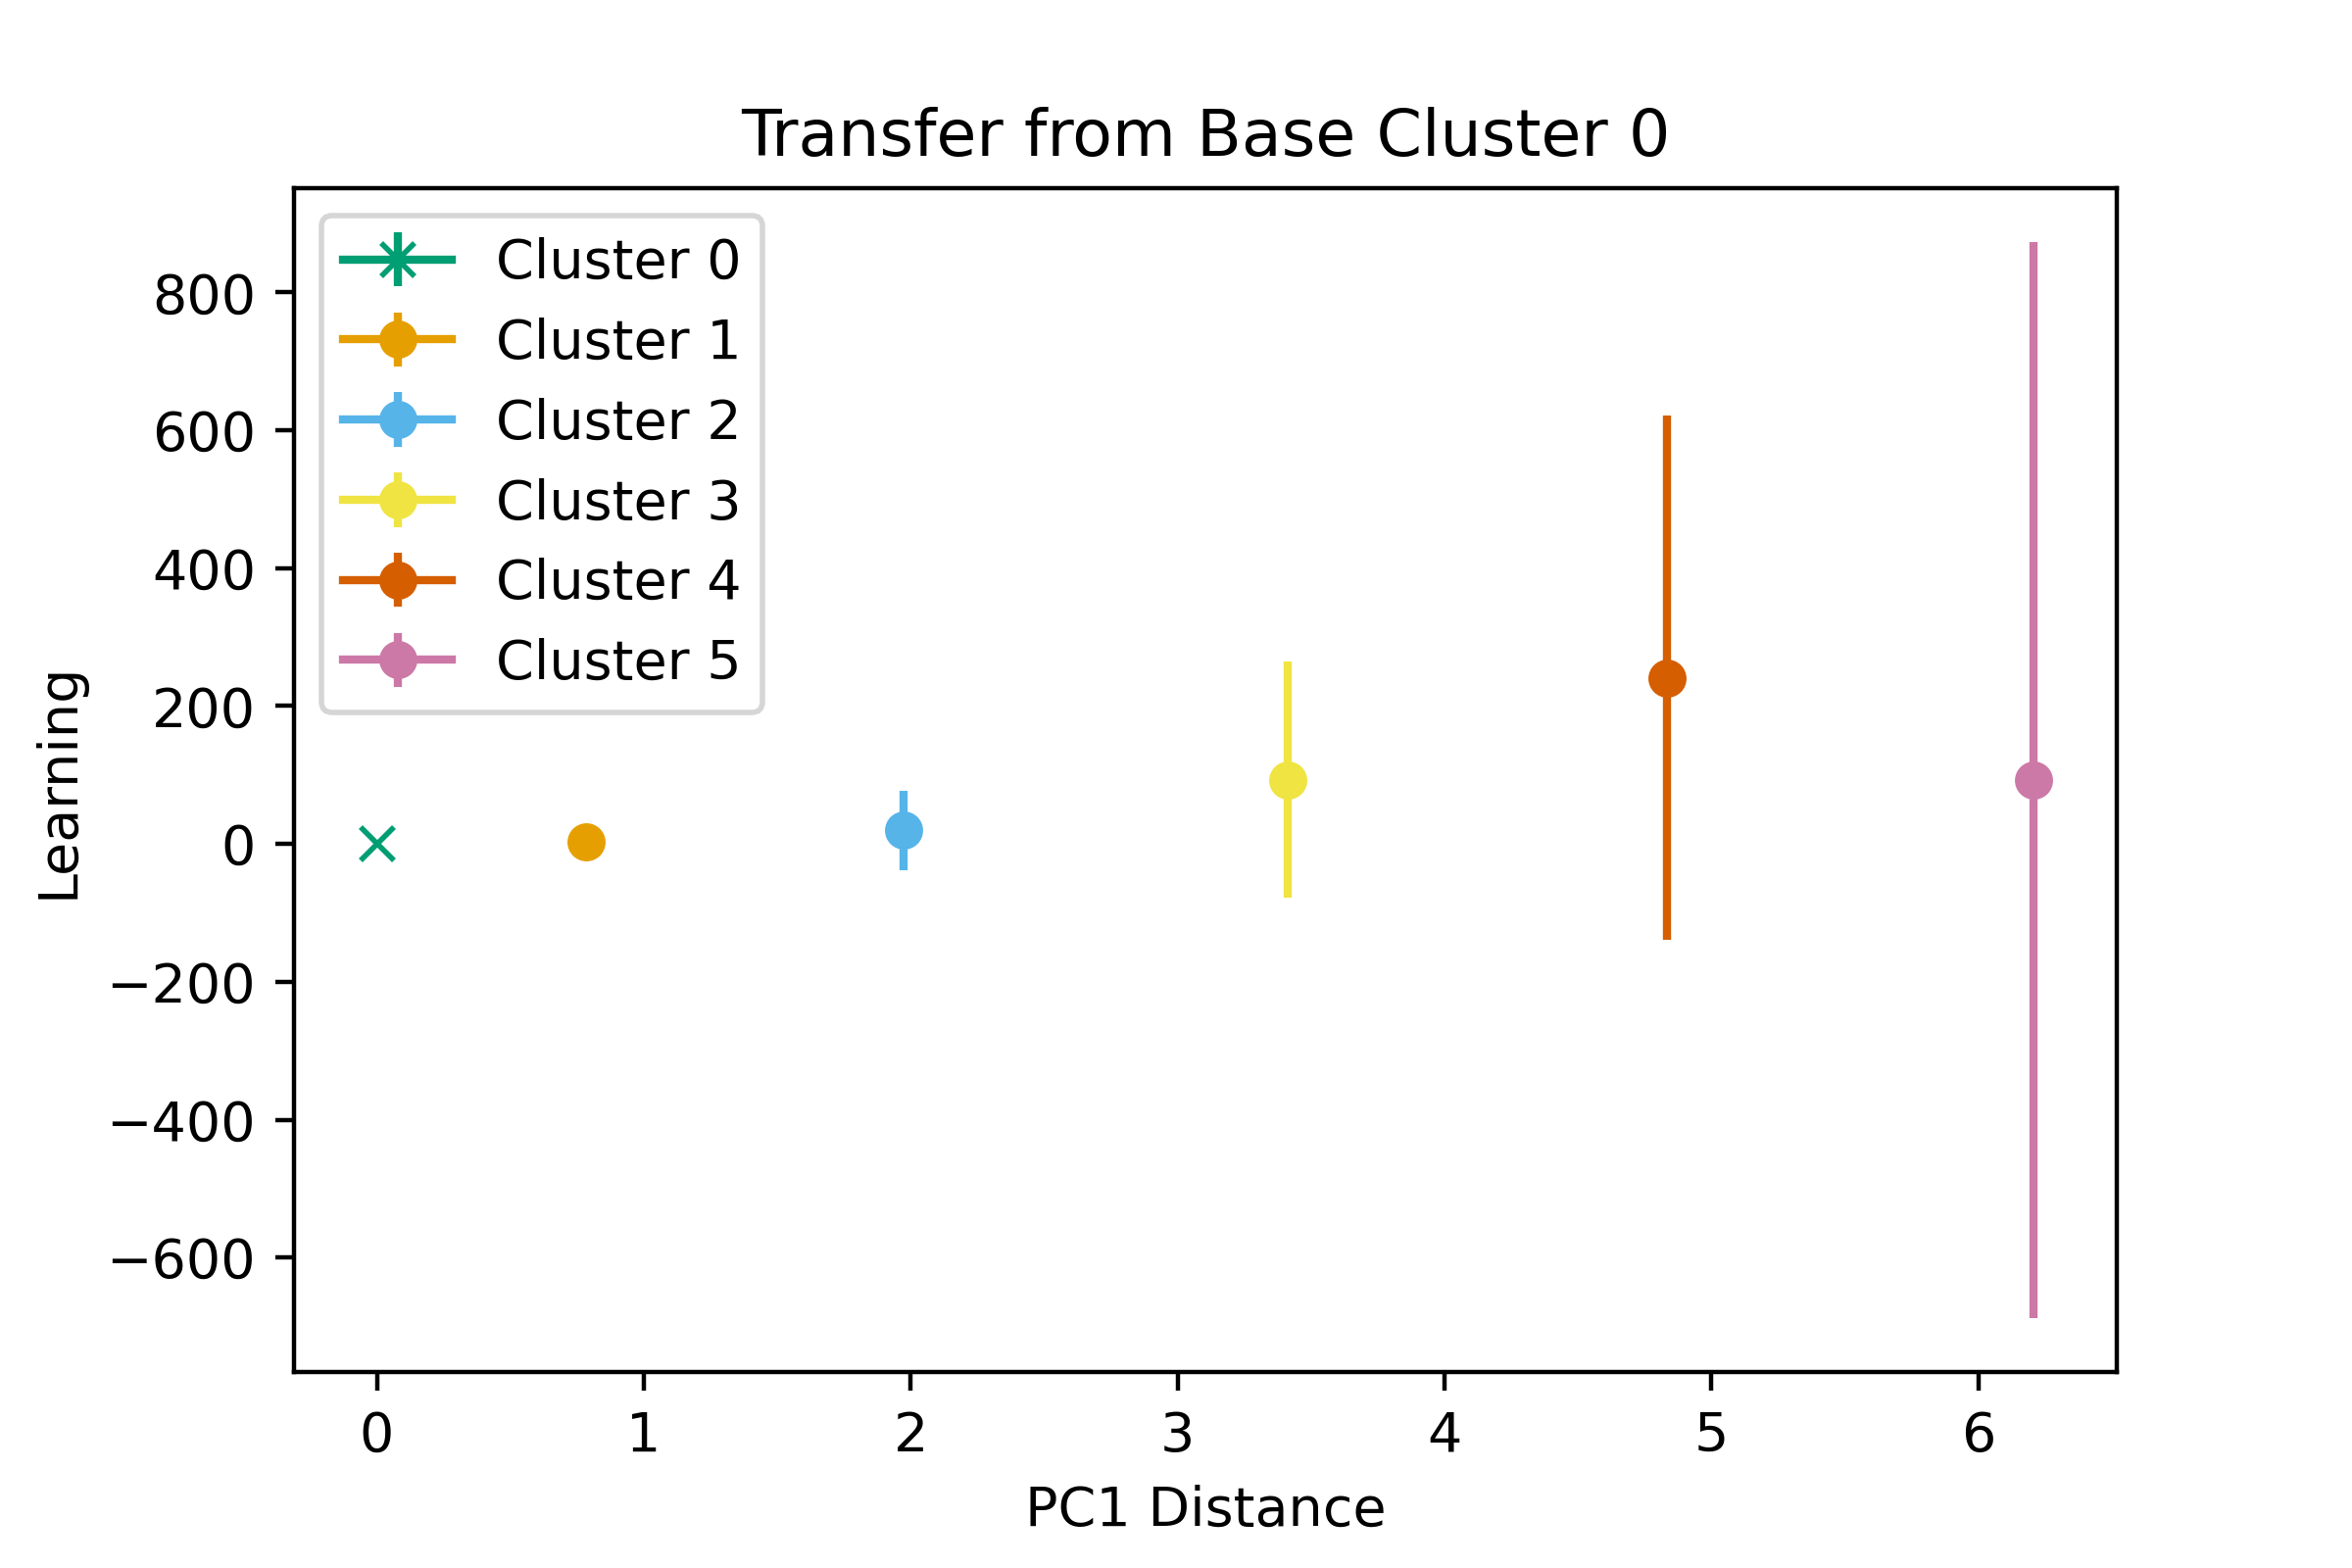 Transfer from Base Cluster 0
Cluster 0
Cluster 1
Cluster 2
Cluster 3
Cluster 4
Cluster 5
800
600
400
200
0
−200
−400
−600
Learning
0 1 2 3 4 5 6
PC1 Distance